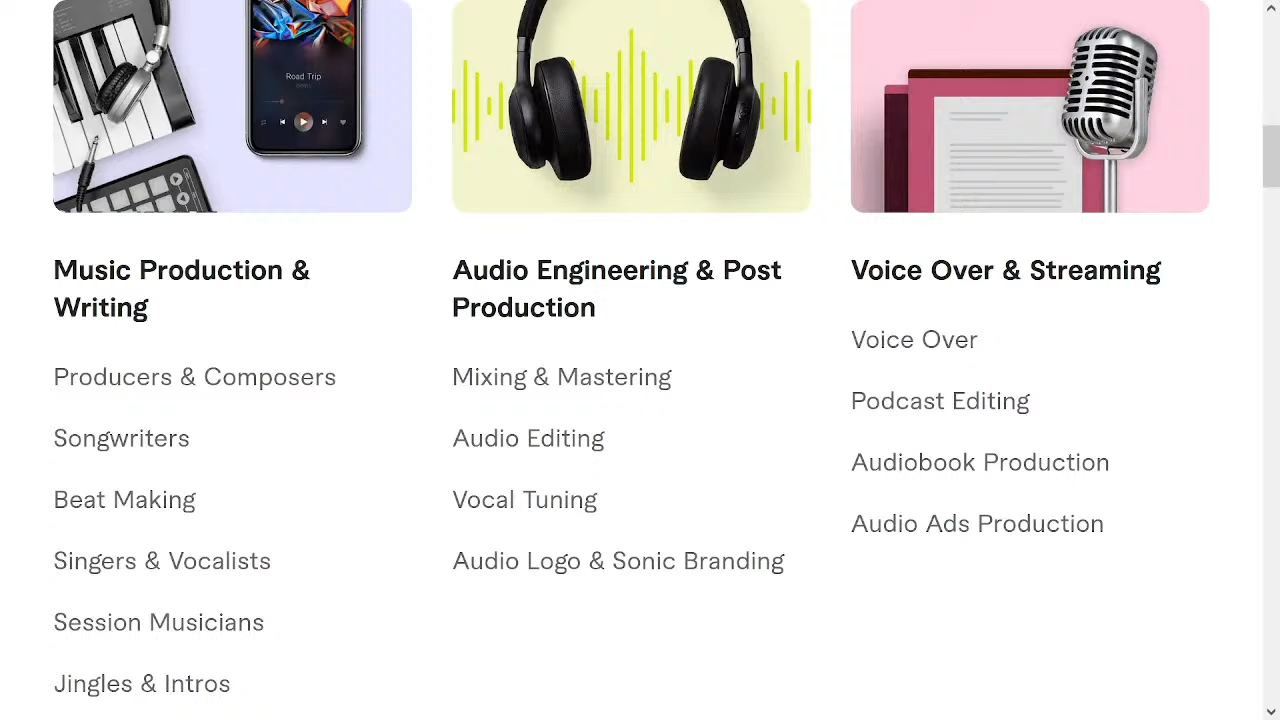 Road Trip
Music Production &
Writing
Producers & Composers
Songwriters
Beat Making
Singers & Vocalists
Session Musicians
Jingles & Intros
Audio Engineering & Post
Production
Mixing & Mastering
Audio Editing
Vocal Tuning
Audio Logo & Sonic Branding
Voice Over & Streaming
Voice Over
Podcast Editing
Audiobook Production
Audio Ads Production